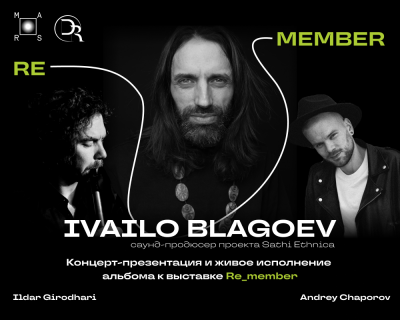 M A
R S
DR
RE
MEMBER
IVAILO BLAGOEV
саунд-продюсер проекта Sathi Ethnica
Концерт-презентация и живое исполнение
альбома к выставке Re_member
Ildar Girodhari
Andrey Chaporov